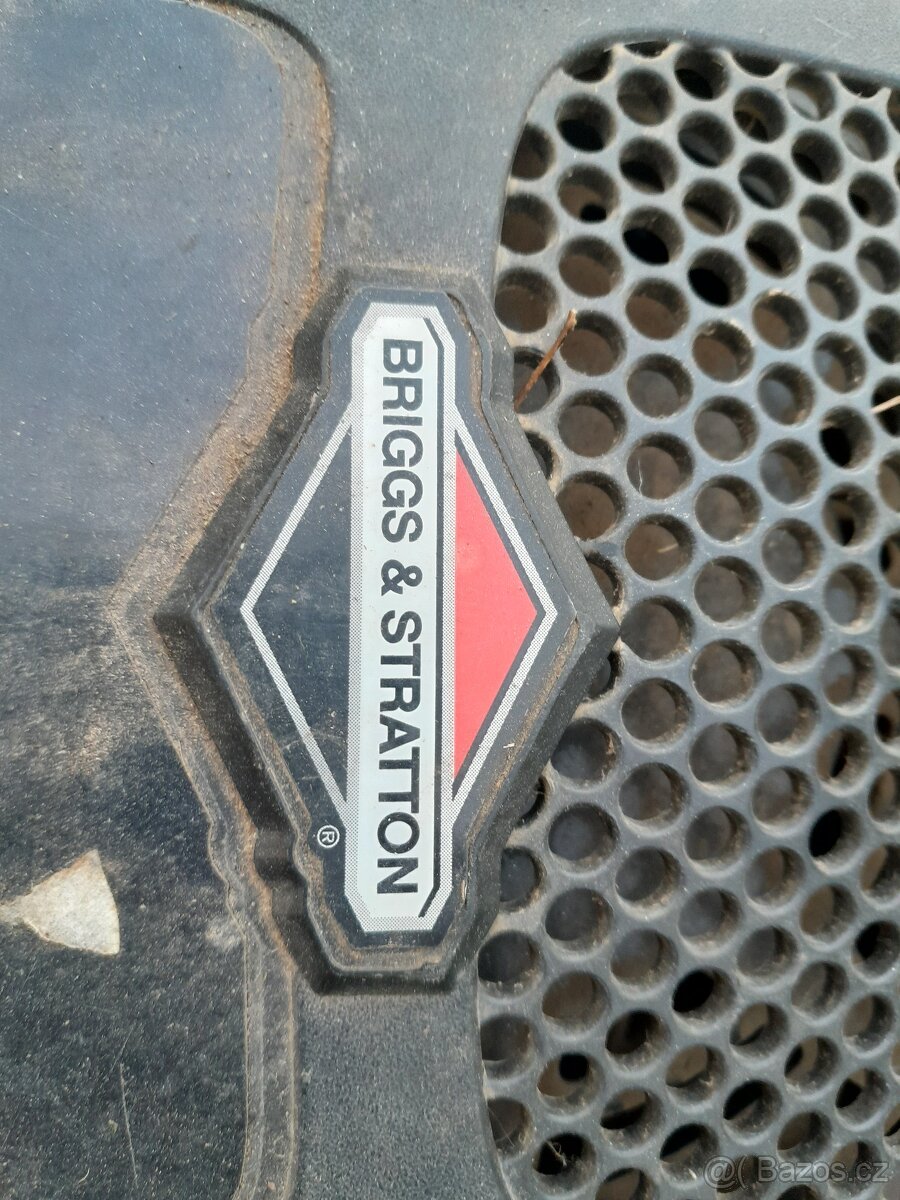 BRIGGS & STRATTON
®
@( Bazos.cz